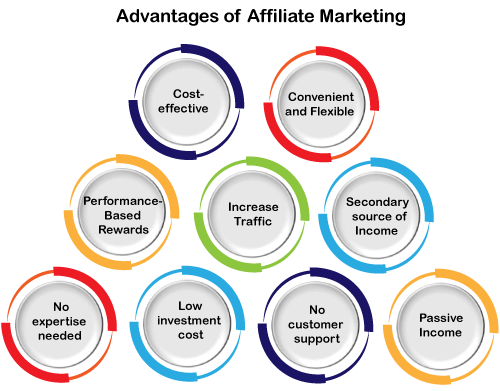 Advantages of Affiliate Marketing
Cost-
effective
Convenient
and Flexible
Performance-
Based
Rewards
Increase
Traffic
Secondary
source of
Income
No
expertise
needed
Low
investment
cost
No
customer
support
Passive
Income